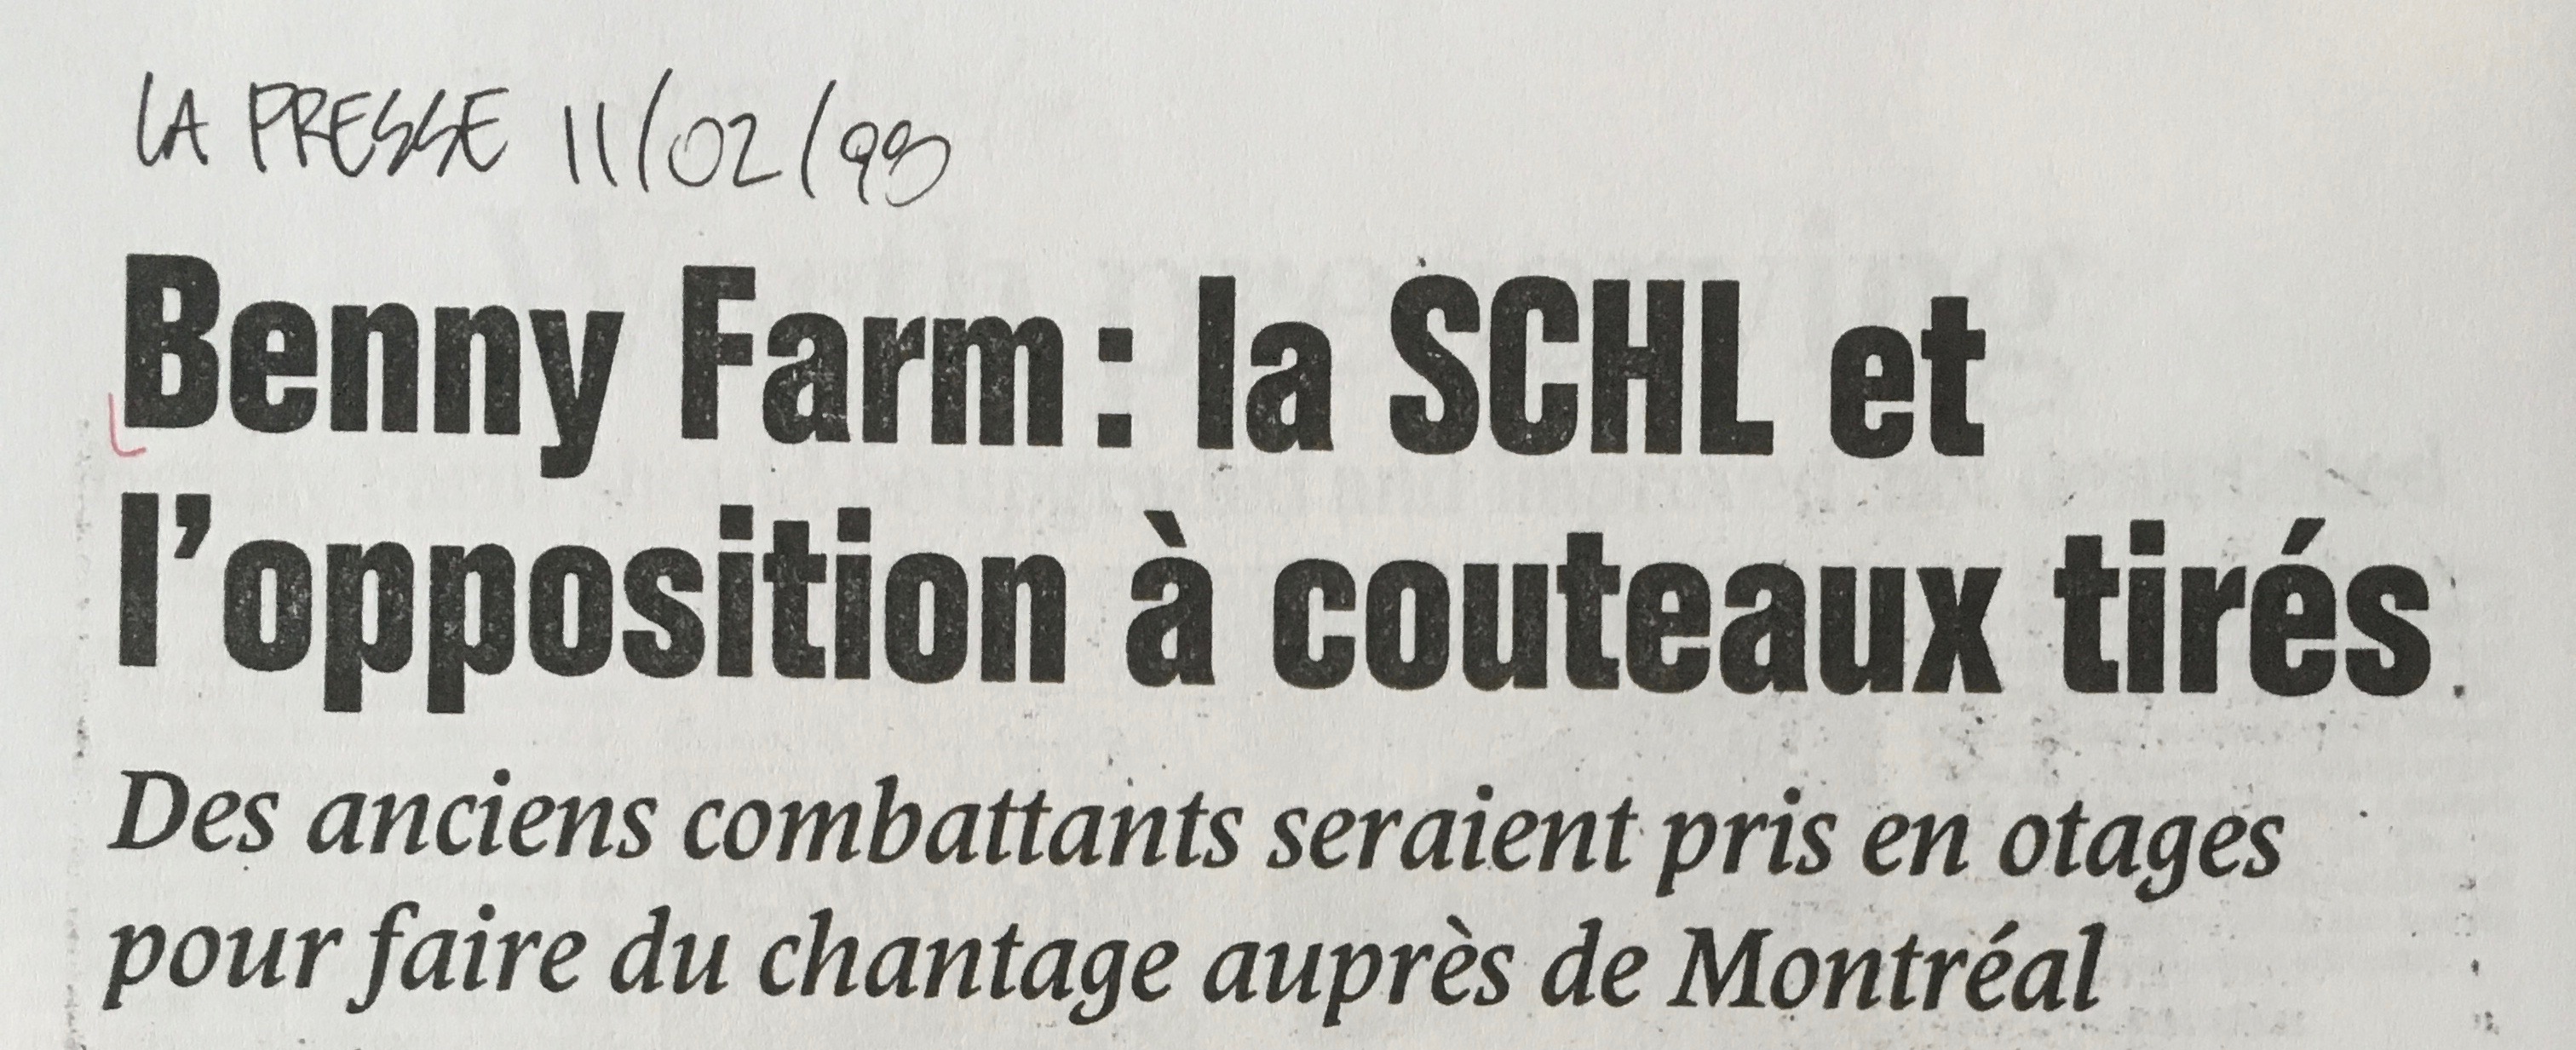 LA PRESSE 11/02/99
Benny Farm : la SCHL et
l'opposition à couteaux tirés
Des anciens combattants seraient pris en otages
pour faire du chantage auprès de Montréal